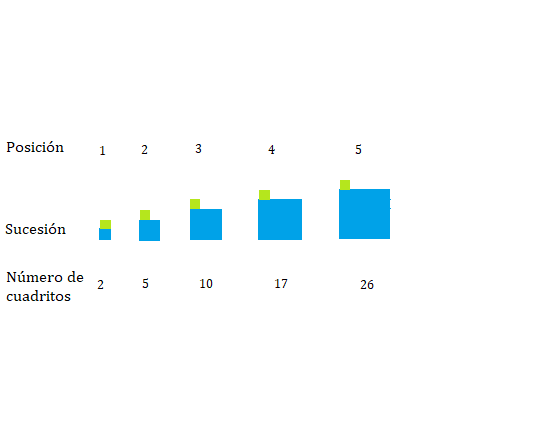 Posición 1 2 3 4 5
Sucesión
Número de
cuadritos 2 5 10 17 26